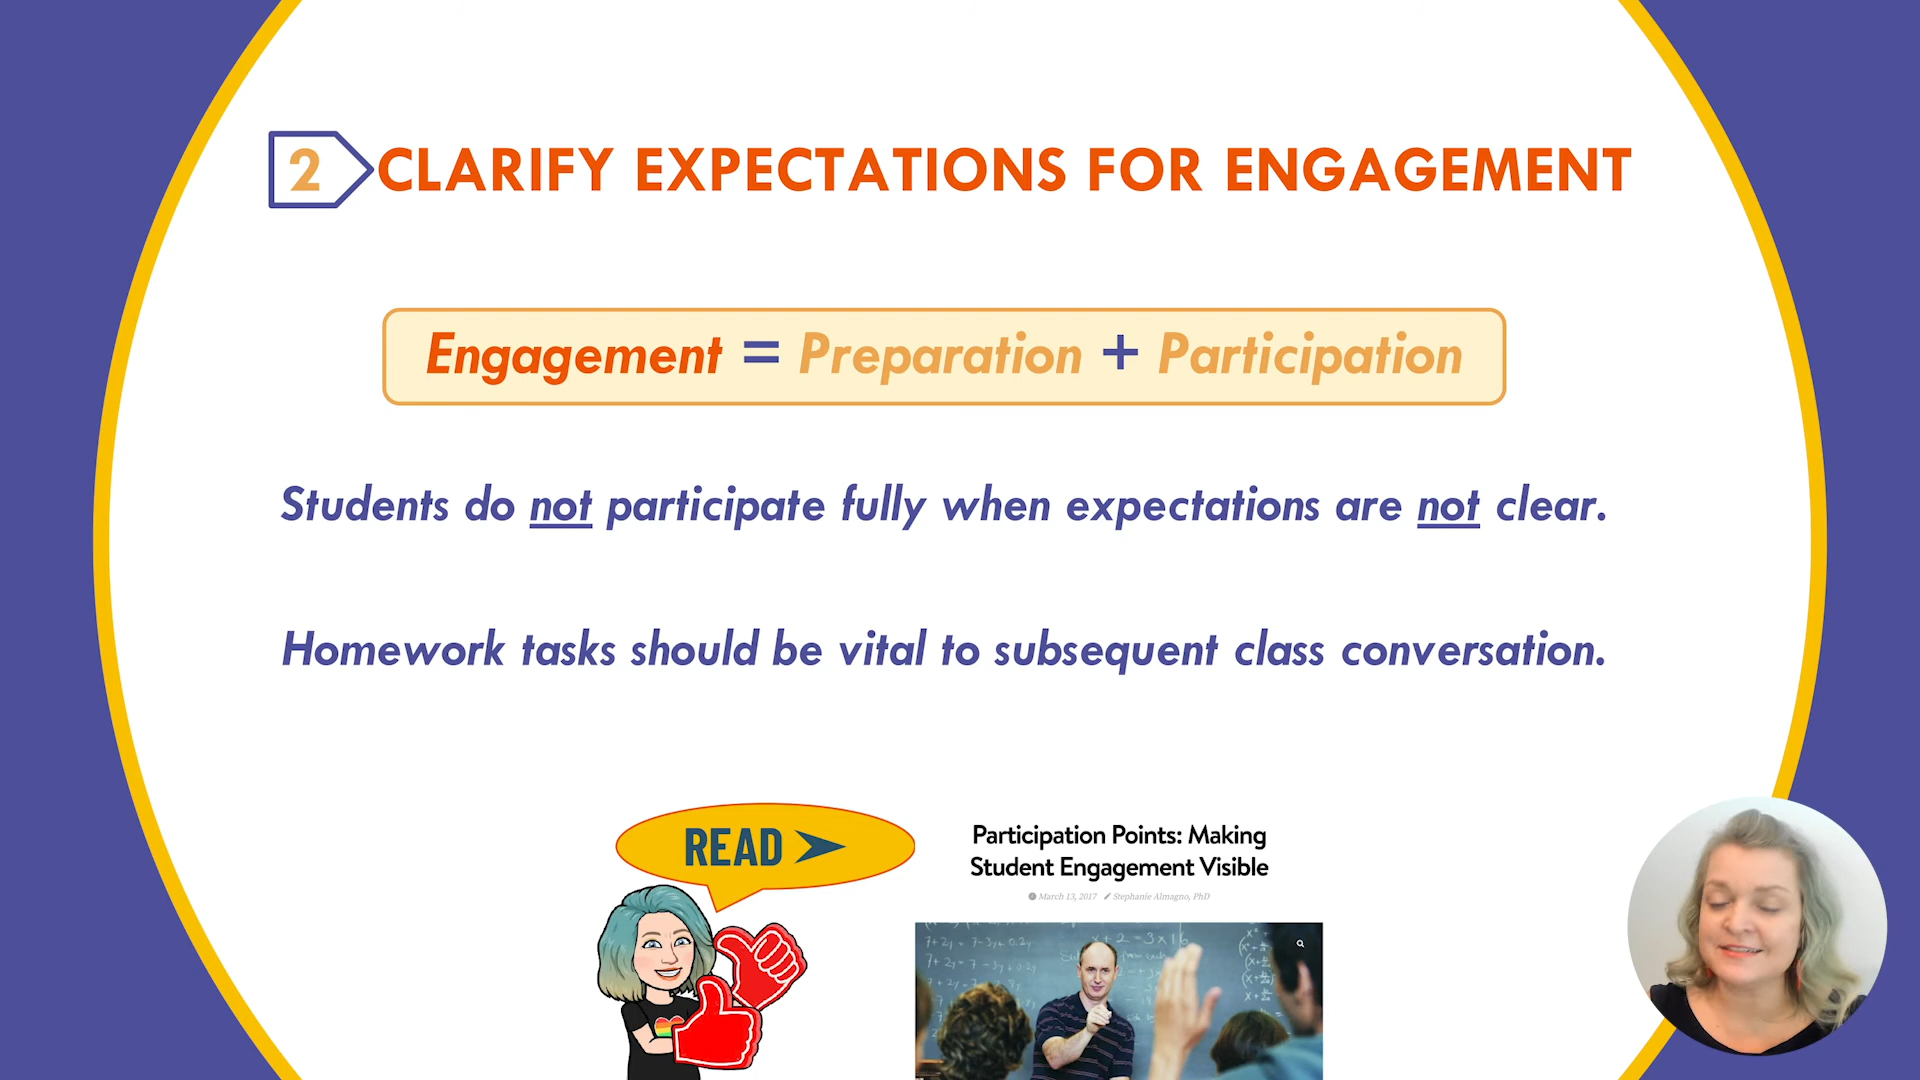 2 CLARIFY EXPECTATIONS FOR ENGAGEMENT
Engagement = Preparation + Participation
Students do not participate fully when expectations are not clear.
Homework tasks should be vital to subsequent class conversation.
READ
Participation Points: Making
Student Engagement Visible
March 13, 2017 Stephanie Almagno, PhD